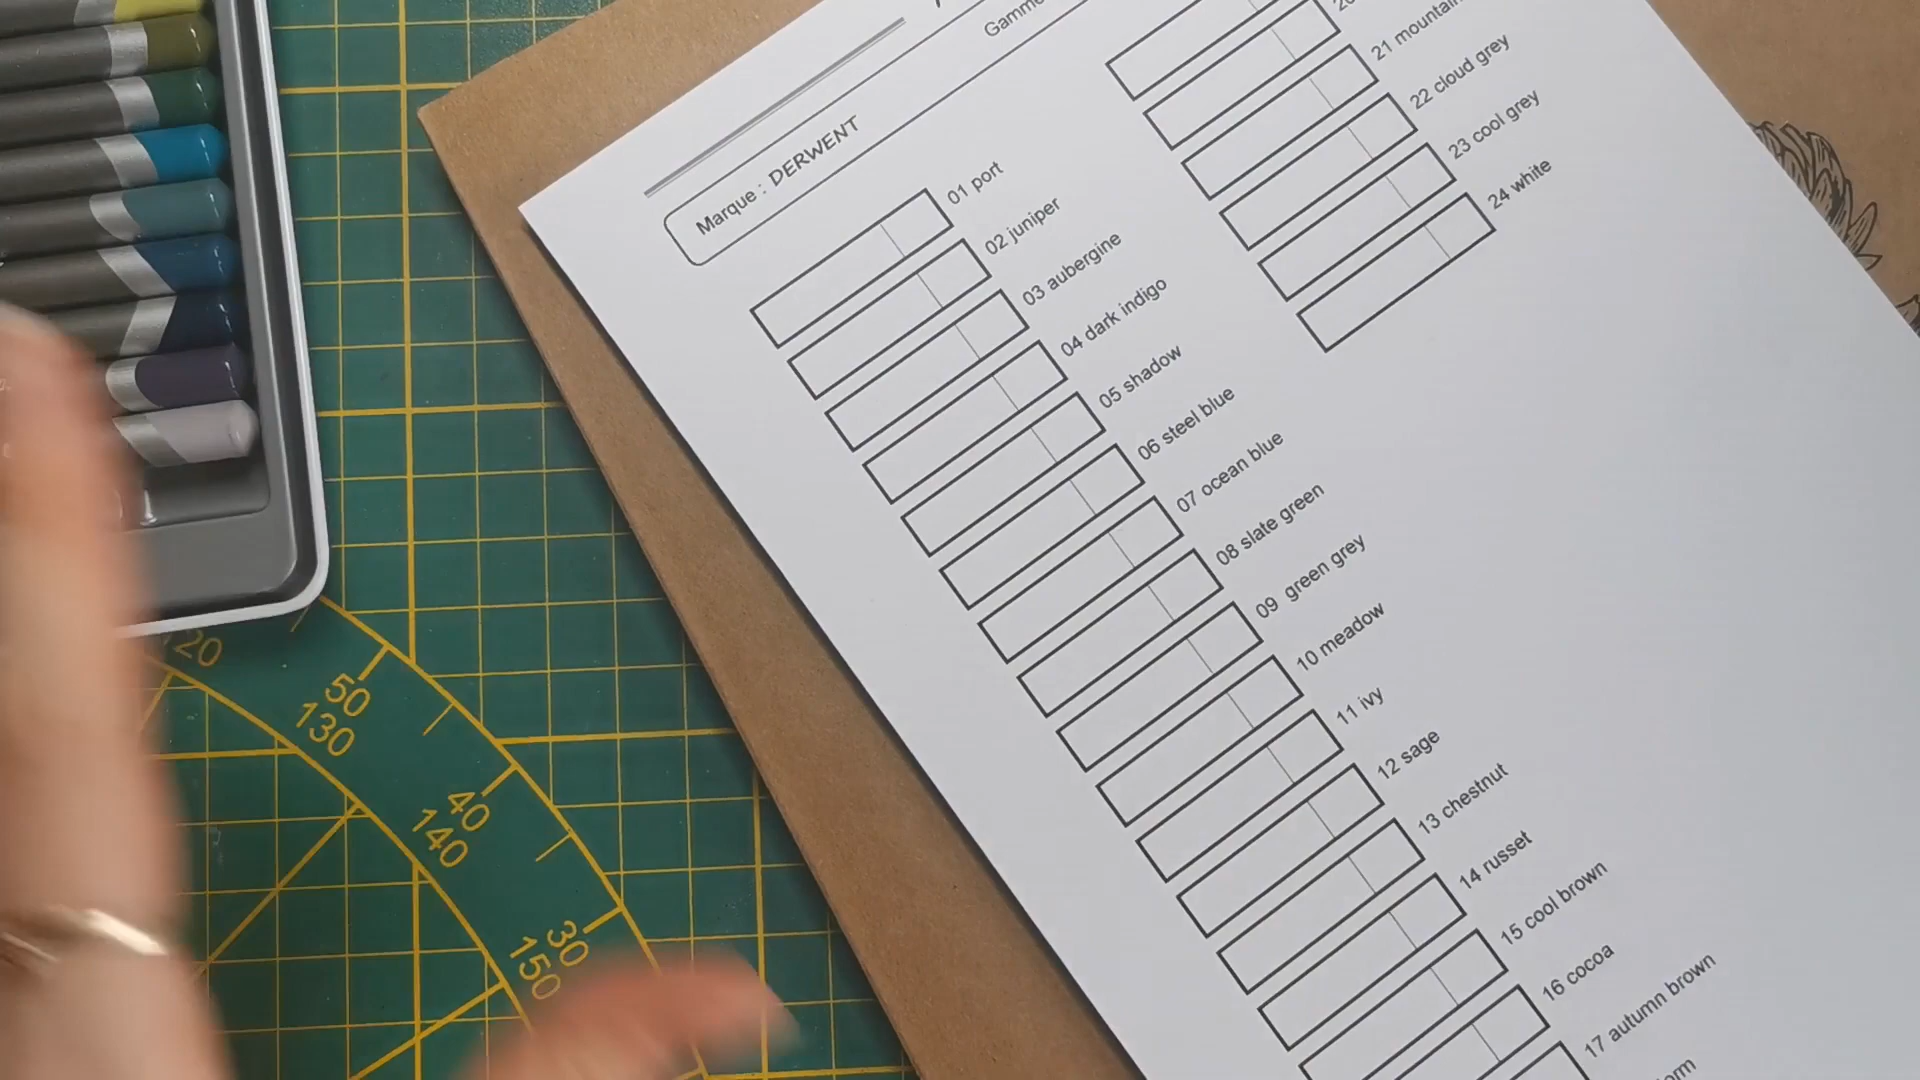 Marque : DERWENT
01 port
02 juniper
03 aubergine
04 dark indigo
05 shadow
06 steel blue
07 ocean blue
08 slate green
09 green grey
10 meadow
11 ivy
12 sage
13 chestnut
14 russet
15 cool brown
16 cocoa
17 autumn brown
21 mountain
22 cloud grey
23 cool grey
24 white
120
50
130
40
140
30
150